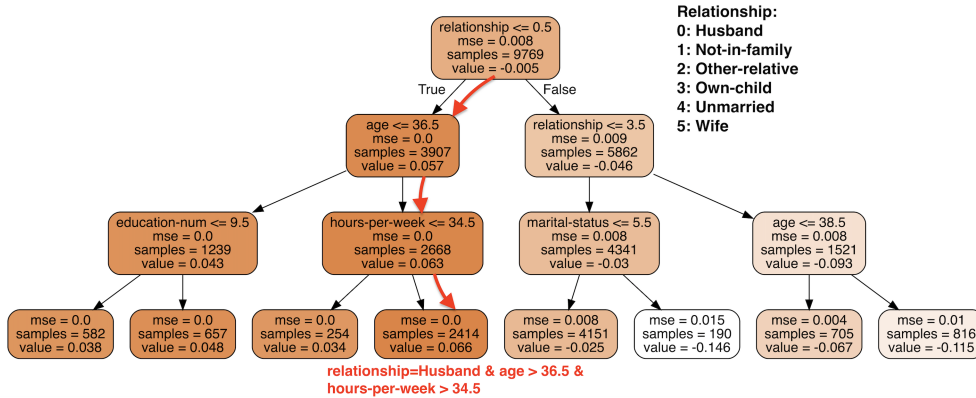 relationship <= 0.5
mse = 0.008
samples = 9769
value = -0.005
Relationship:
0: Husband
1: Not-in-family
2: Other-relative
3: Own-child
4: Unmarried
5: Wife
True
False
age <= 36.5
mse = 0.0
samples = 3907
value = 0.057
relationship <= 3.5
mse = 0.009
samples = 5862
value = -0.046
education-num <= 9.5
mse = 0.0
samples = 1239
value = 0.043
hours-per-week <= 34.5
mse = 0.0
samples = 2668
value = 0.063
marital-status <= 5.5
mse = 0.008
samples = 4341
value = -0.03
age <= 38.5
mse = 0.008
samples = 1521
value = -0.093
mse = 0.0
samples = 582
value = 0.038
mse = 0.0
samples = 657
value = 0.048
mse = 0.0
samples = 254
value = 0.034
mse = 0.0
samples = 2414
value = 0.066
mse = 0.008
samples = 4151
value = -0.025
mse = 0.015
samples = 190
value = -0.146
mse = 0.004
samples = 705
value = -0.067
mse = 0.01
samples = 816
value = -0.115
relationship=Husband & age > 36.5 &
hours-per-week > 34.5